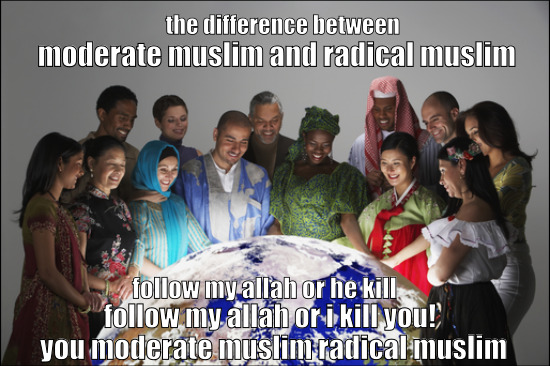 the difference between
moderate muslim and radical muslim
follow my allah or he kill
follow my allah or i kill you!
you moderate muslim radical muslim